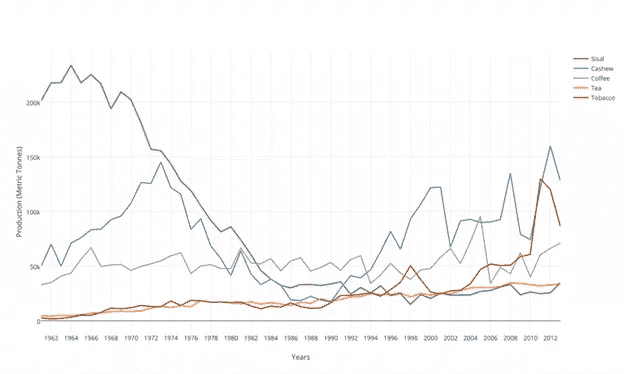 Sisal
Cashew
Coffee
Tea
Tobacco
Production (Metric Tonnes)
200k
150k
100k
50k
0
1962 1964 1966 1968 1970 1972 1974 1976 1978 1980 1982 1984 1986 1988 1990 1992 1994 1996 1998 2000 2002 2004 2006 2008 2010 2012
Years